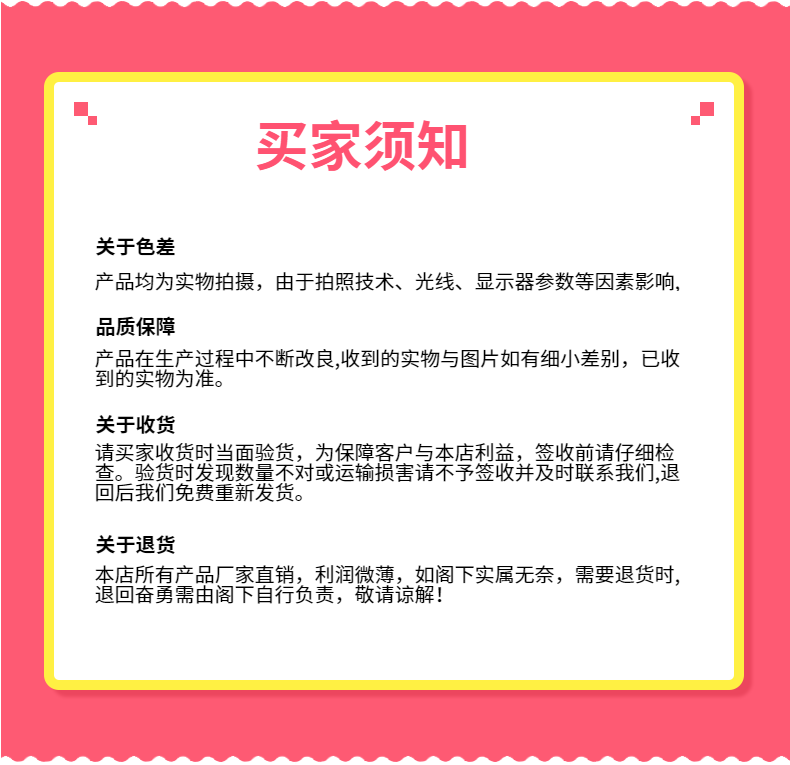 买家须知
关于色差
产品均为实物拍摄，由于拍照技术、光线、显示器参数等因素影响,
品质保障
产品在生产过程中不断改良,收到的实物与图片如有细小差别，已收
到的实物为准。
关于收货
请买家收货时当面验货，为保障客户与本店利益，签收前请仔细检
查。验货时发现数量不对或运输损害请不予签收并及时联系我们,退
回后我们免费重新发货。
关于退货
本店所有产品厂家直销，利润微薄，如阁下实属无奈，需要退货时,
退回奋勇需由阁下自行负责，敬请谅解！